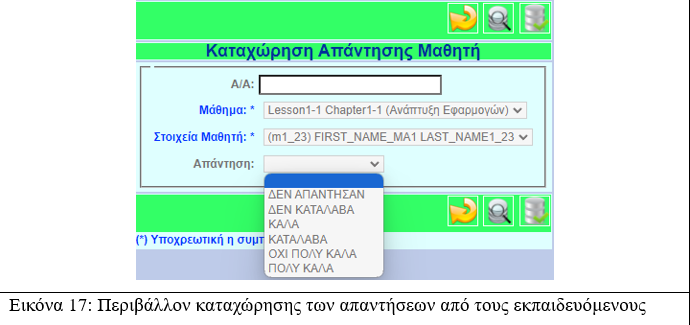 Καταχώρηση Απάντησης Μαθητή
Α/Α:
Μάθημα: * Lesson1-1 Chapter1-1 (Ανάπτυξη Εφαρμογών)
Στοιχεία Μαθητή: * (m1_23) FIRST_NAME_MA1 LAST_NAME1_23
Απάντηση:
ΔΕΝ ΑΠΑΝΤΗΣΑΝ
ΔΕΝ ΚΑΤΑΛΑΒΑ
ΚΑΛΑ
ΚΑΤΑΛΑΒΑ
ΟΧΙ ΠΟΛΥ ΚΑΛΑ
ΠΟΛΥ ΚΑΛΑ
(*) Υποχρεωτική η συμπ
Εικόνα 17: Περιβάλλον καταχώρησης των απαντήσεων από τους εκπαιδευόμενους